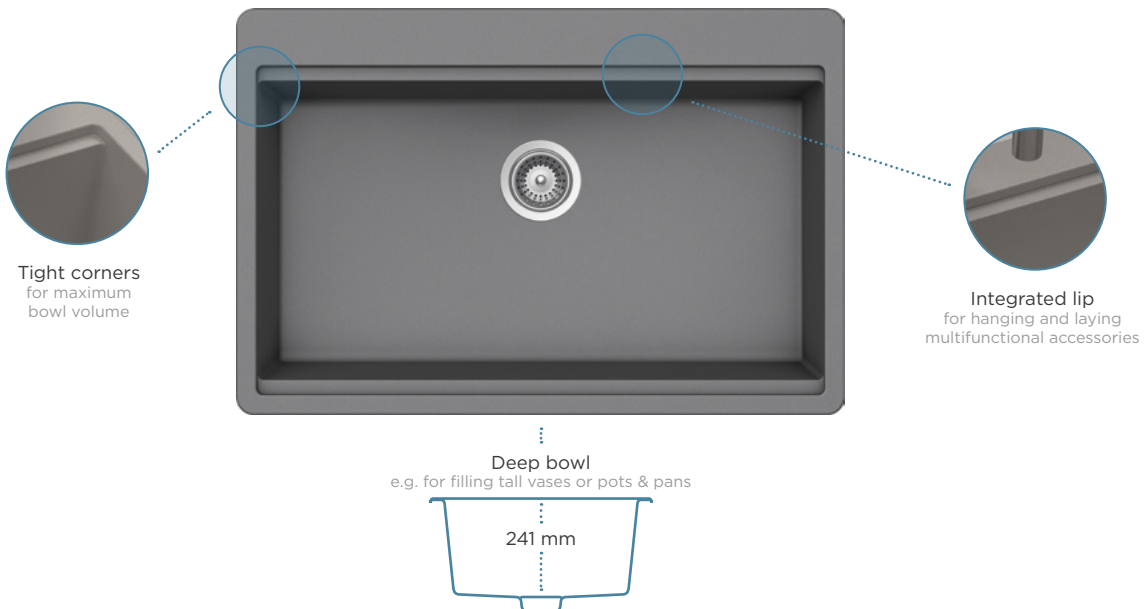 Tight corners
for maximum
bowl volume
Integrated lip
for hanging and laying
multifunctional accessories
Deep bowl
e.g. for filling tall vases or pots & pans
241 mm